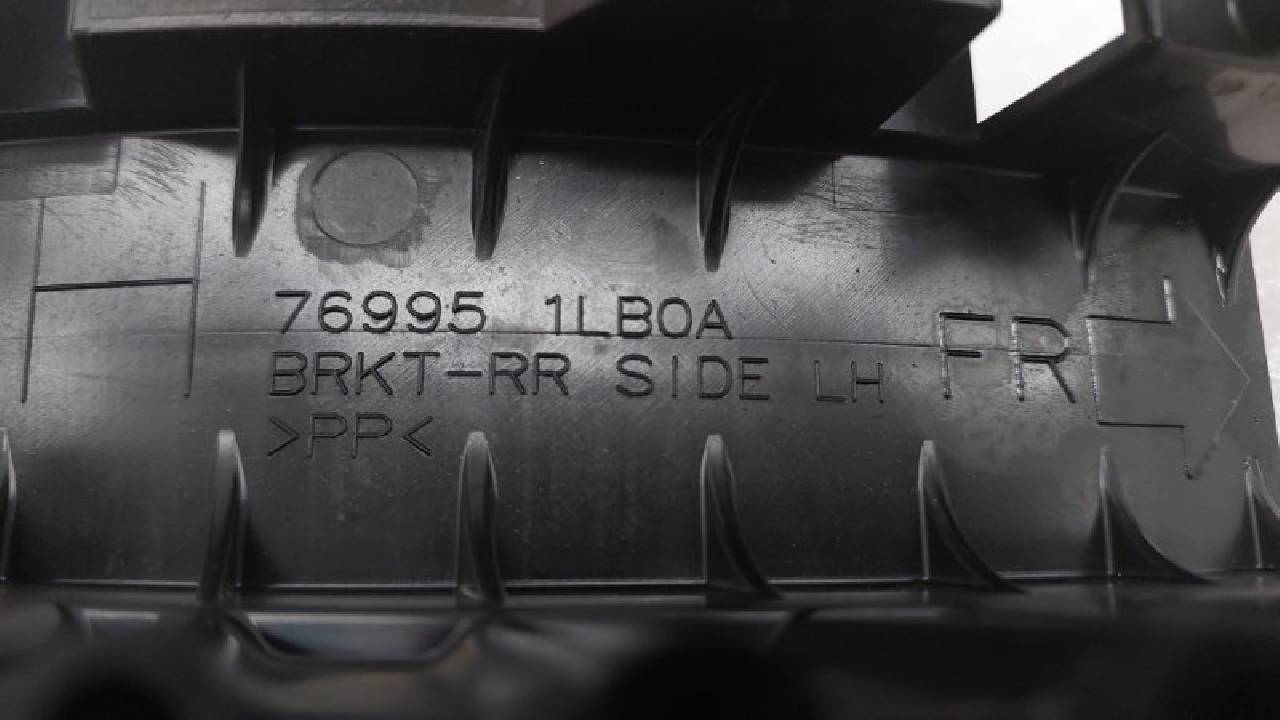 76995 1LB0A
BRKT-RR SIDE LH
>PP<
FR